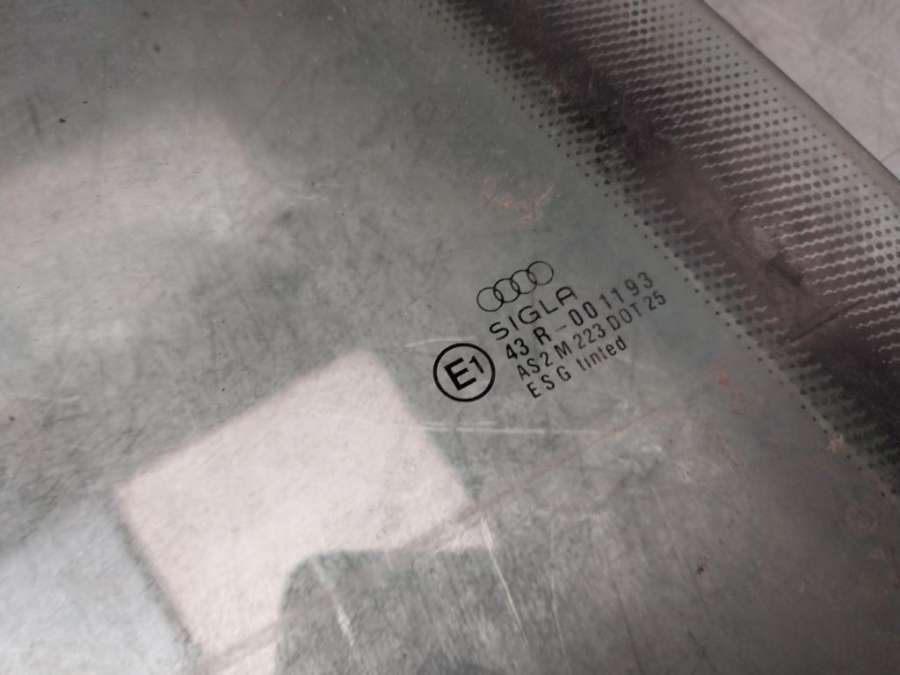 SIGLA
43 R-001193
E1 AS2 M 223 DOT 25
ESG tinted